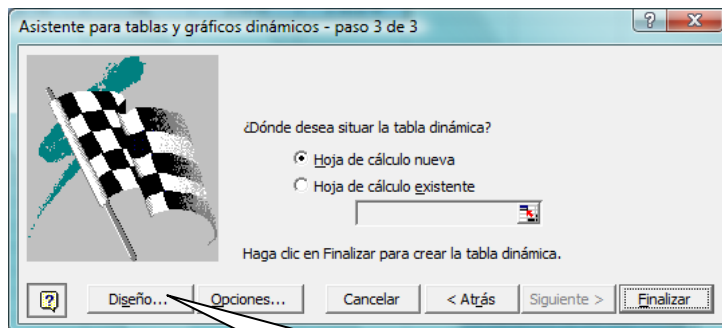 Asistente para tablas y gráficos dinámicos - paso 3 de 3
¿Dónde desea situar la tabla dinámica?
Hoja de cálculo nueva
Hoja de cálculo existente
Haga clic en Finalizar para crear la tabla dinámica.
Diseño... Opciones... Cancelar < Atrás Siguiente > Finalizar